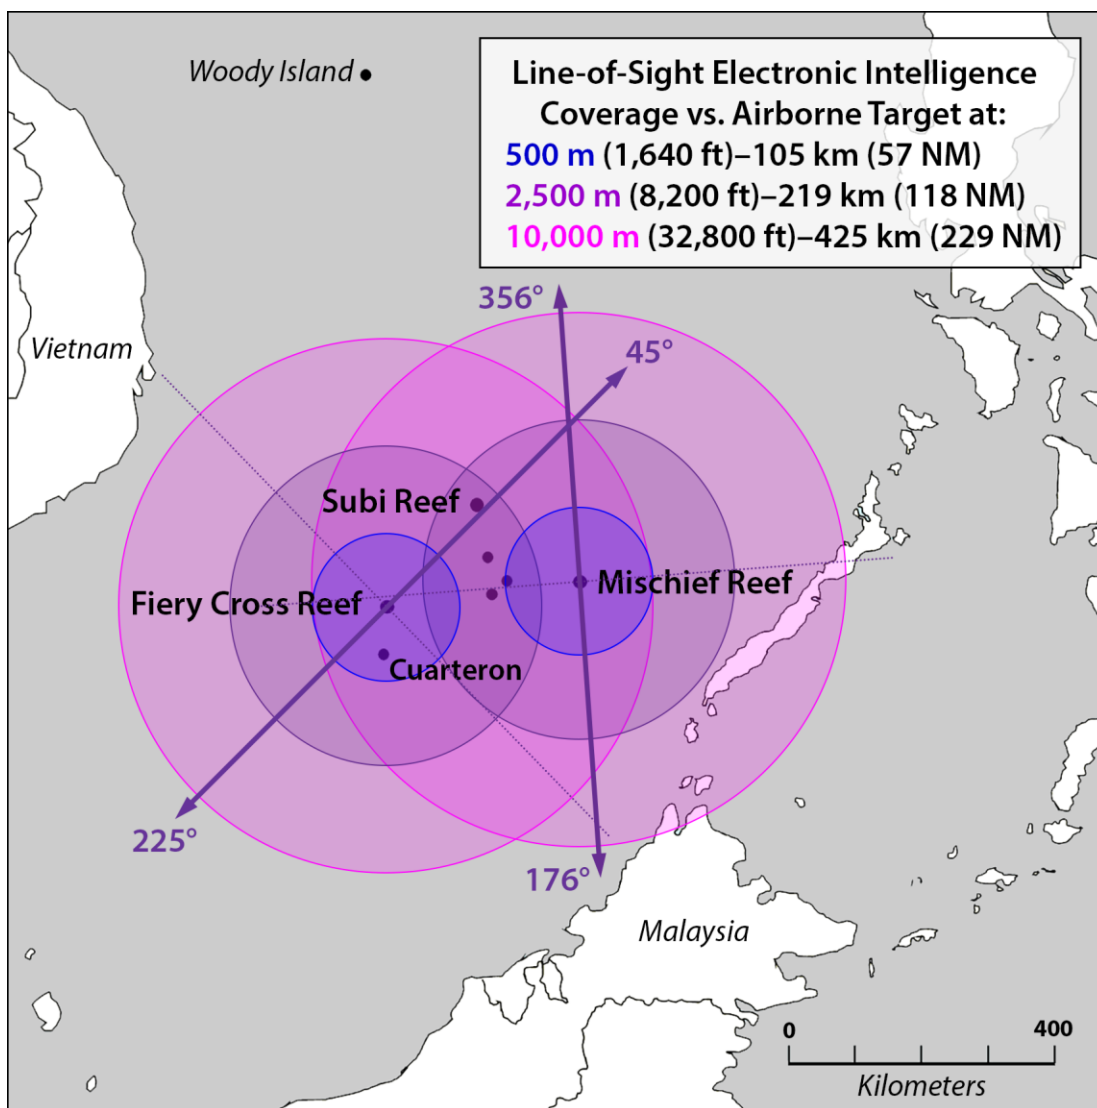 Woody Island
Line-of-Sight Electronic Intelligence
Coverage vs. Airborne Target at:
500 m (1,640 ft)–105 km (57 NM)
2,500 m (8,200 ft)–219 km (118 NM)
10,000 m (32,800 ft)–425 km (229 NM)
356°
45°
Vietnam
Subi Reef
Fiery Cross Reef
Mischief Reef
Cuarteron
225°
176°
Malaysia
0
400
Kilometers